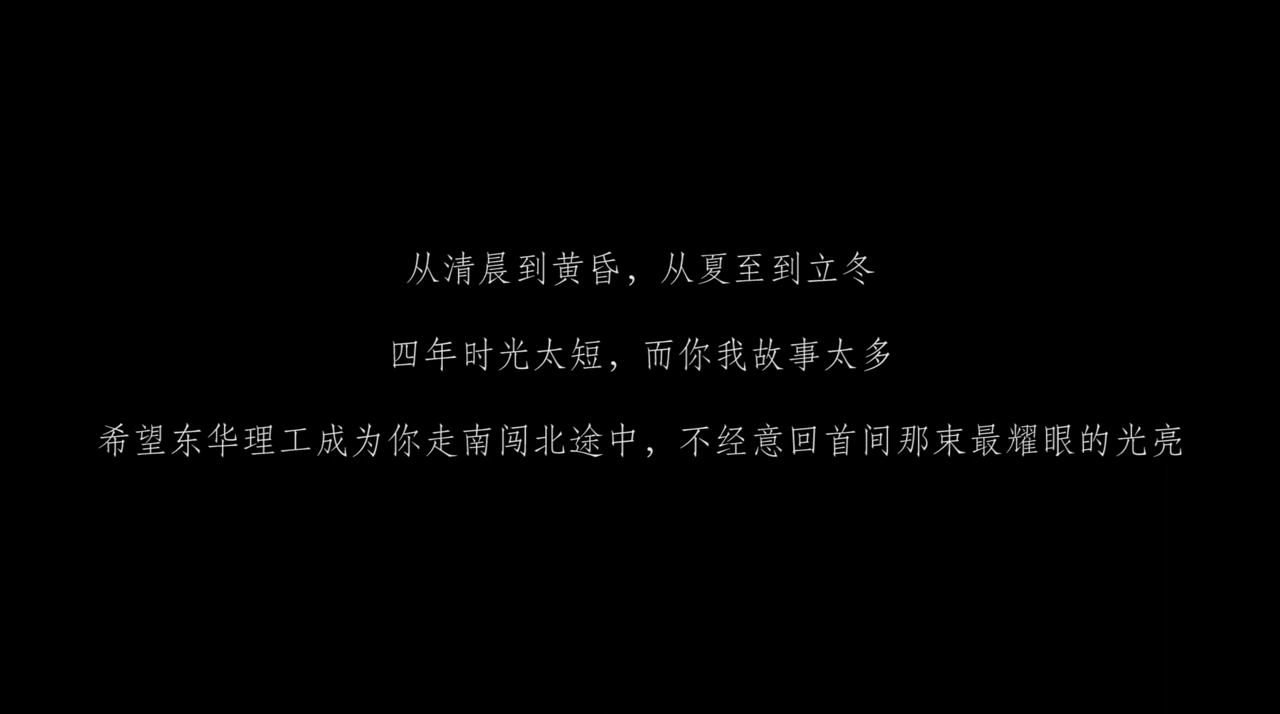 从清晨到黄昏，从夏至到立冬
四年时光太短，而你我故事太多
希望东华理工成为你走南闯北途中，不经意回首间那束最耀眼的光亮